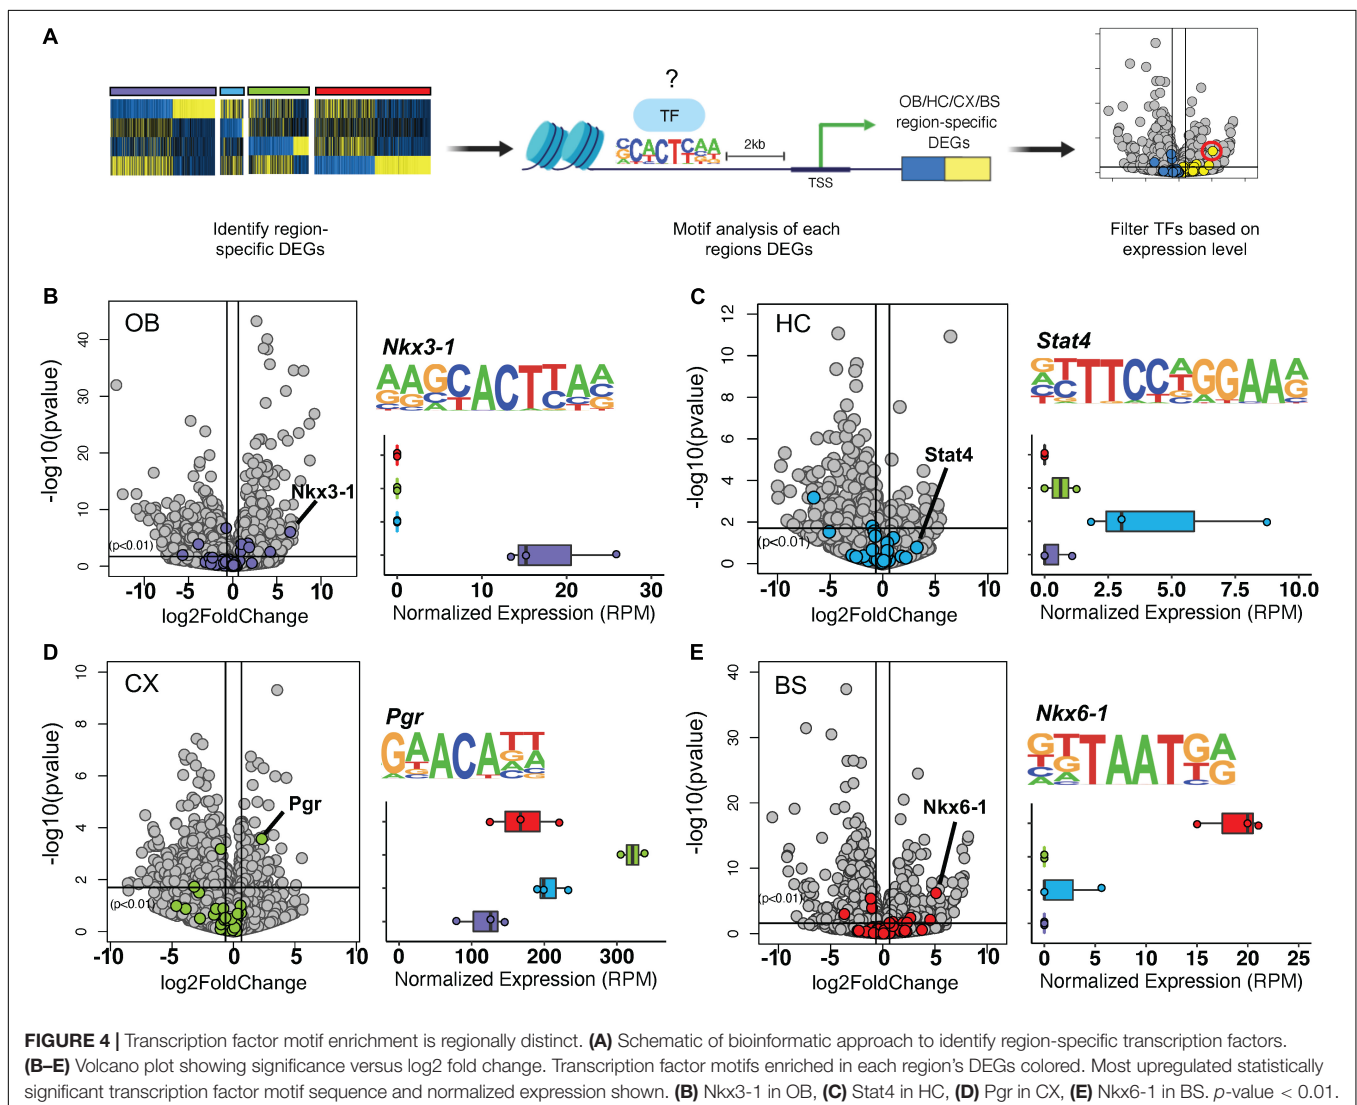 A
?
TF
CCACTCAA
2kb
TSS
OB/HC/CX/BS
region-specific
DEGs
Identify region-
specific DEGs
Motif analysis of each
regions DEGs
Filter TFs based on
expression level
B
OB
-log10(pvalue)
40
30
20
10
0
(p<0.01)
Nkx3-1
-10 -5 0 5 10
log2FoldChange
Nkx3-1
AAGCACTTAA
0 10 20 30
Normalized Expression (RPM)
C
HC
-log10(pvalue)
12
10
8
6
4
2
0
(p<0.01)
Stat4
-10 -5 0 5 10
log2FoldChange
Stat4
GTTTCCAGGAAG
0.0 2.5 5.0 7.5 10.0
Normalized Expression (RPM)
D
CX
-log10(pvalue)
10
8
6
4
2
0
(p<0.01)
Pgr
-10 -5 0 5 10
log2FoldChange
Pgr
GAACATT
0 100 200 300
Normalized Expression (RPM)
E
BS
-log10(pvalue)
40
30
20
10
0
(p<0.01)
Nkx6-1
-10 -5 0 5 10
log2FoldChange
Nkx6-1
GTTAATGA
0 5 10 15 20 25
Normalized Expression (RPM)
FIGURE 4 | Transcription factor motif enrichment is regionally distinct. (A) Schematic of bioinformatic approach to identify region-specific transcription factors.
(B–E) Volcano plot showing significance versus log2 fold change. Transcription factor motifs enriched in each region's DEGs colored. Most upregulated statistically
significant transcription factor motif sequence and normalized expression shown. (B) Nkx3-1 in OB, (C) Stat4 in HC, (D) Pgr in CX, (E) Nkx6-1 in BS. p-value < 0.01.